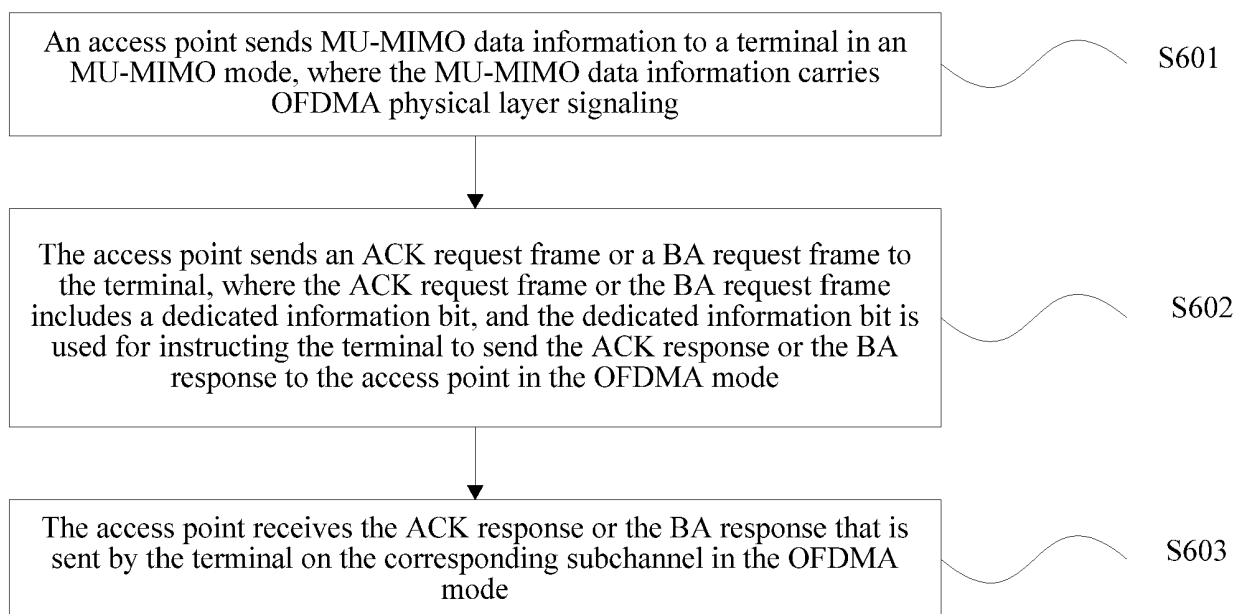 An access point sends MU-MIMO data information to a terminal in an
MU-MIMO mode, where the MU-MIMO data information carries
OFDMA physical layer signaling
S601
The access point sends an ACK request frame or a BA request frame to
the terminal, where the ACK request frame or the BA request frame
includes a dedicated information bit, and the dedicated information bit is
used for instructing the terminal to send the ACK response or the BA
response to the access point in the OFDMA mode
S602
The access point receives the ACK response or the BA response that is
sent by the terminal on the corresponding subchannel in the OFDMA
mode
S603